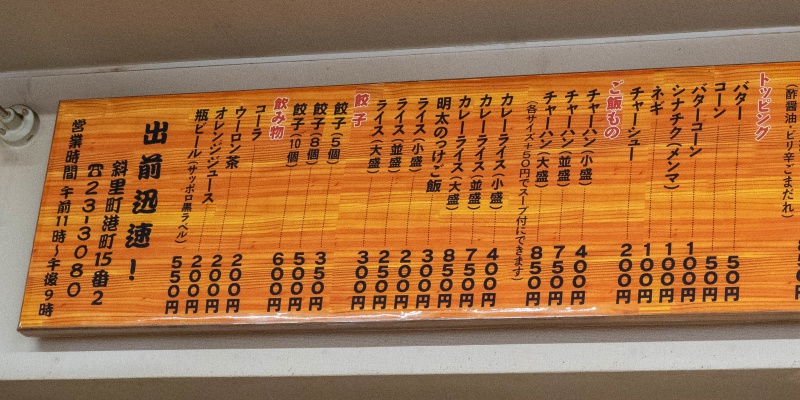 (酢醤油・ピリ辛ごまだれ)
トッピング
バター 50円
コーン 50円
バターコーン 100円
シナチク(メンマ) 100円
ネギ 100円
チャーシュー 200円
ご飯もの
チャーハン(小盛) 400円
チャーハン(並盛) 750円
チャーハン(大盛) 850円
(各サイズ+50円でスープ付にできます)
カレーライス(小盛) 400円
カレーライス(並盛) 750円
カレーライス(大盛) 850円
明太のっけご飯 300円
ライス(小盛) 200円
ライス(並盛) 250円
ライス(大盛) 300円
餃子
餃子(5個) 350円
餃子(8個) 500円
餃子(10個) 600円
飲み物
コーラ 200円
ウーロン茶 200円
オレンジジュース 200円
瓶ビール(サッポロ黒ラベル) 550円
出前迅速!
斜里町港町15番2
☎23-3080
営業時間 午前11時～午後9時